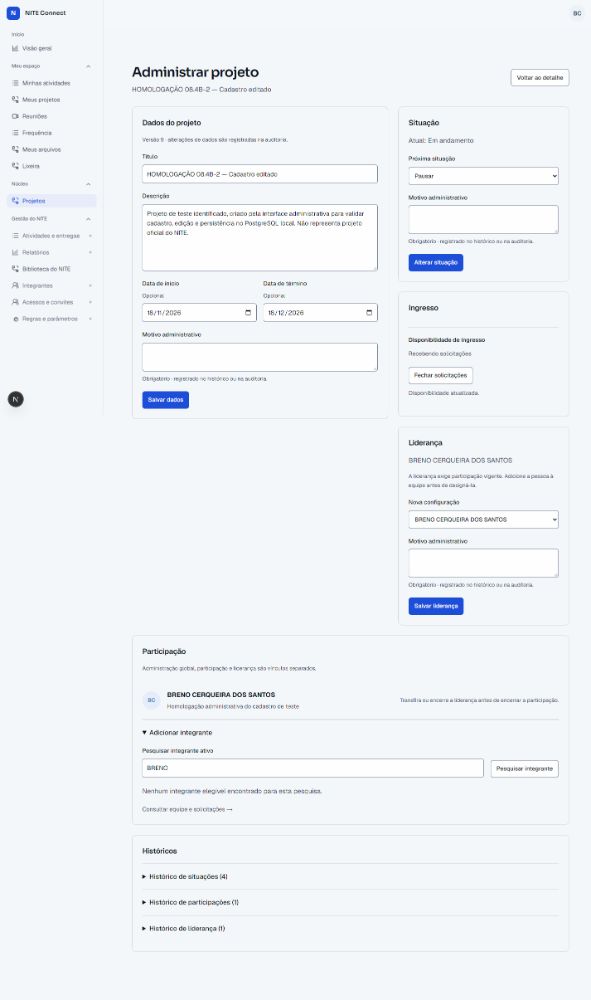 N NITE Connect
BC
Início
Visão geral
Meu espaço
Minhas atividades
Meus projetos
Reuniões
Frequência
Meus arquivos
Lixeira
Núcleo
Projetos
Gestão do NITE
Atividades e entregas
Relatórios
Biblioteca do NITE
Integrantes
Acessos e convites
Regras e parâmetros
N
Administrar projeto
HOMOLOGAÇÃO 08.4B-2 — Cadastro editado
Voltar ao detalhe
Dados do projeto
Versão 9 · alterações de dados são registradas na auditoria.
Título
HOMOLOGAÇÃO 08.4B-2 — Cadastro editado
Descrição
Projeto de teste identificado, criado pela interface administrativa para validar
cadastro, edição e persistência no PostgreSQL local. Não representa projeto
oficial do NITE.
Data de início
Data de término
Opcional
Opcional
18/11/2026
18/12/2026
Motivo administrativo
Obrigatório · registrado no histórico ou na auditoria.
Salvar dados
Situação
Atual: Em andamento
Próxima situação
Pausar
Motivo administrativo
Obrigatório · registrado no histórico ou na auditoria.
Alterar situação
Ingresso
Disponibilidade de ingresso
Recebendo solicitações
Fechar solicitações
Disponibilidade atualizada.
Liderança
BRENO CERQUEIRA DOS SANTOS
A liderança exige participação vigente. Adicione a pessoa à
equipe antes de designá-la.
Nova configuração
BRENO CERQUEIRA DOS SANTOS
Motivo administrativo
Obrigatório · registrado no histórico ou na auditoria.
Salvar liderança
Participação
Administração global, participação e liderança são vínculos separados.
BC
BRENO CERQUEIRA DOS SANTOS
Homologação administrativa do cadastro de teste
Transfira ou encerre a liderança antes de encerrar a participação.
Adicionar integrante
Pesquisar integrante ativo
BRENO
Pesquisar integrante
Nenhum integrante elegível encontrado para esta pesquisa.
Consultar equipe e solicitações →
Históricos
Histórico de situações (4)
Histórico de participações (1)
Histórico de liderança (1)